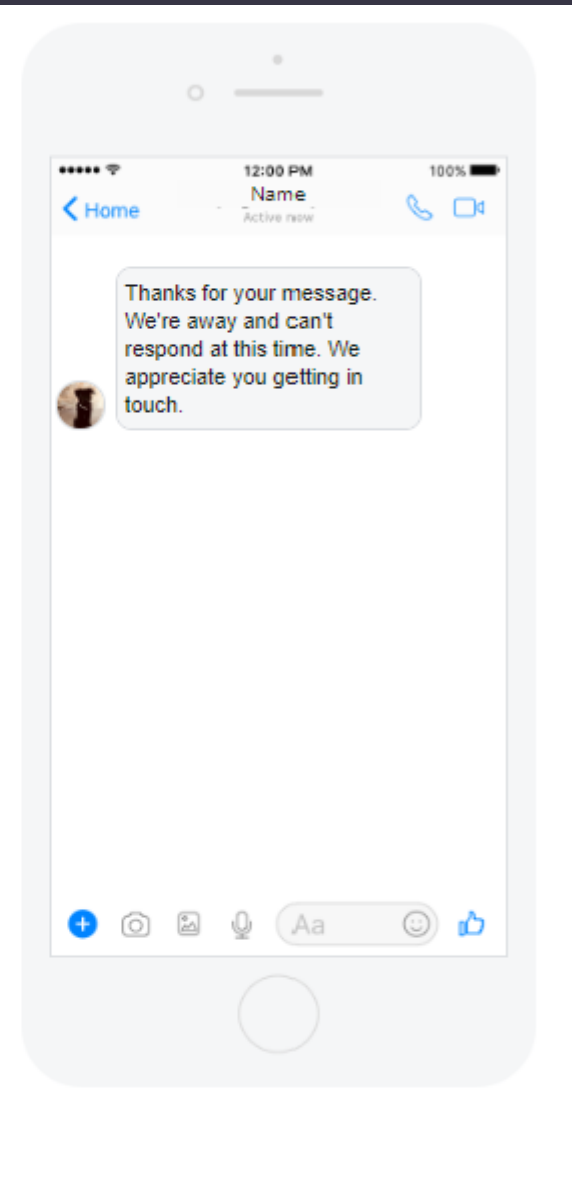 12:00 PM
100%
Home
Name
Active now
Thanks for your message.
We're away and can't
respond at this time. We
appreciate you getting in
touch.
Aa